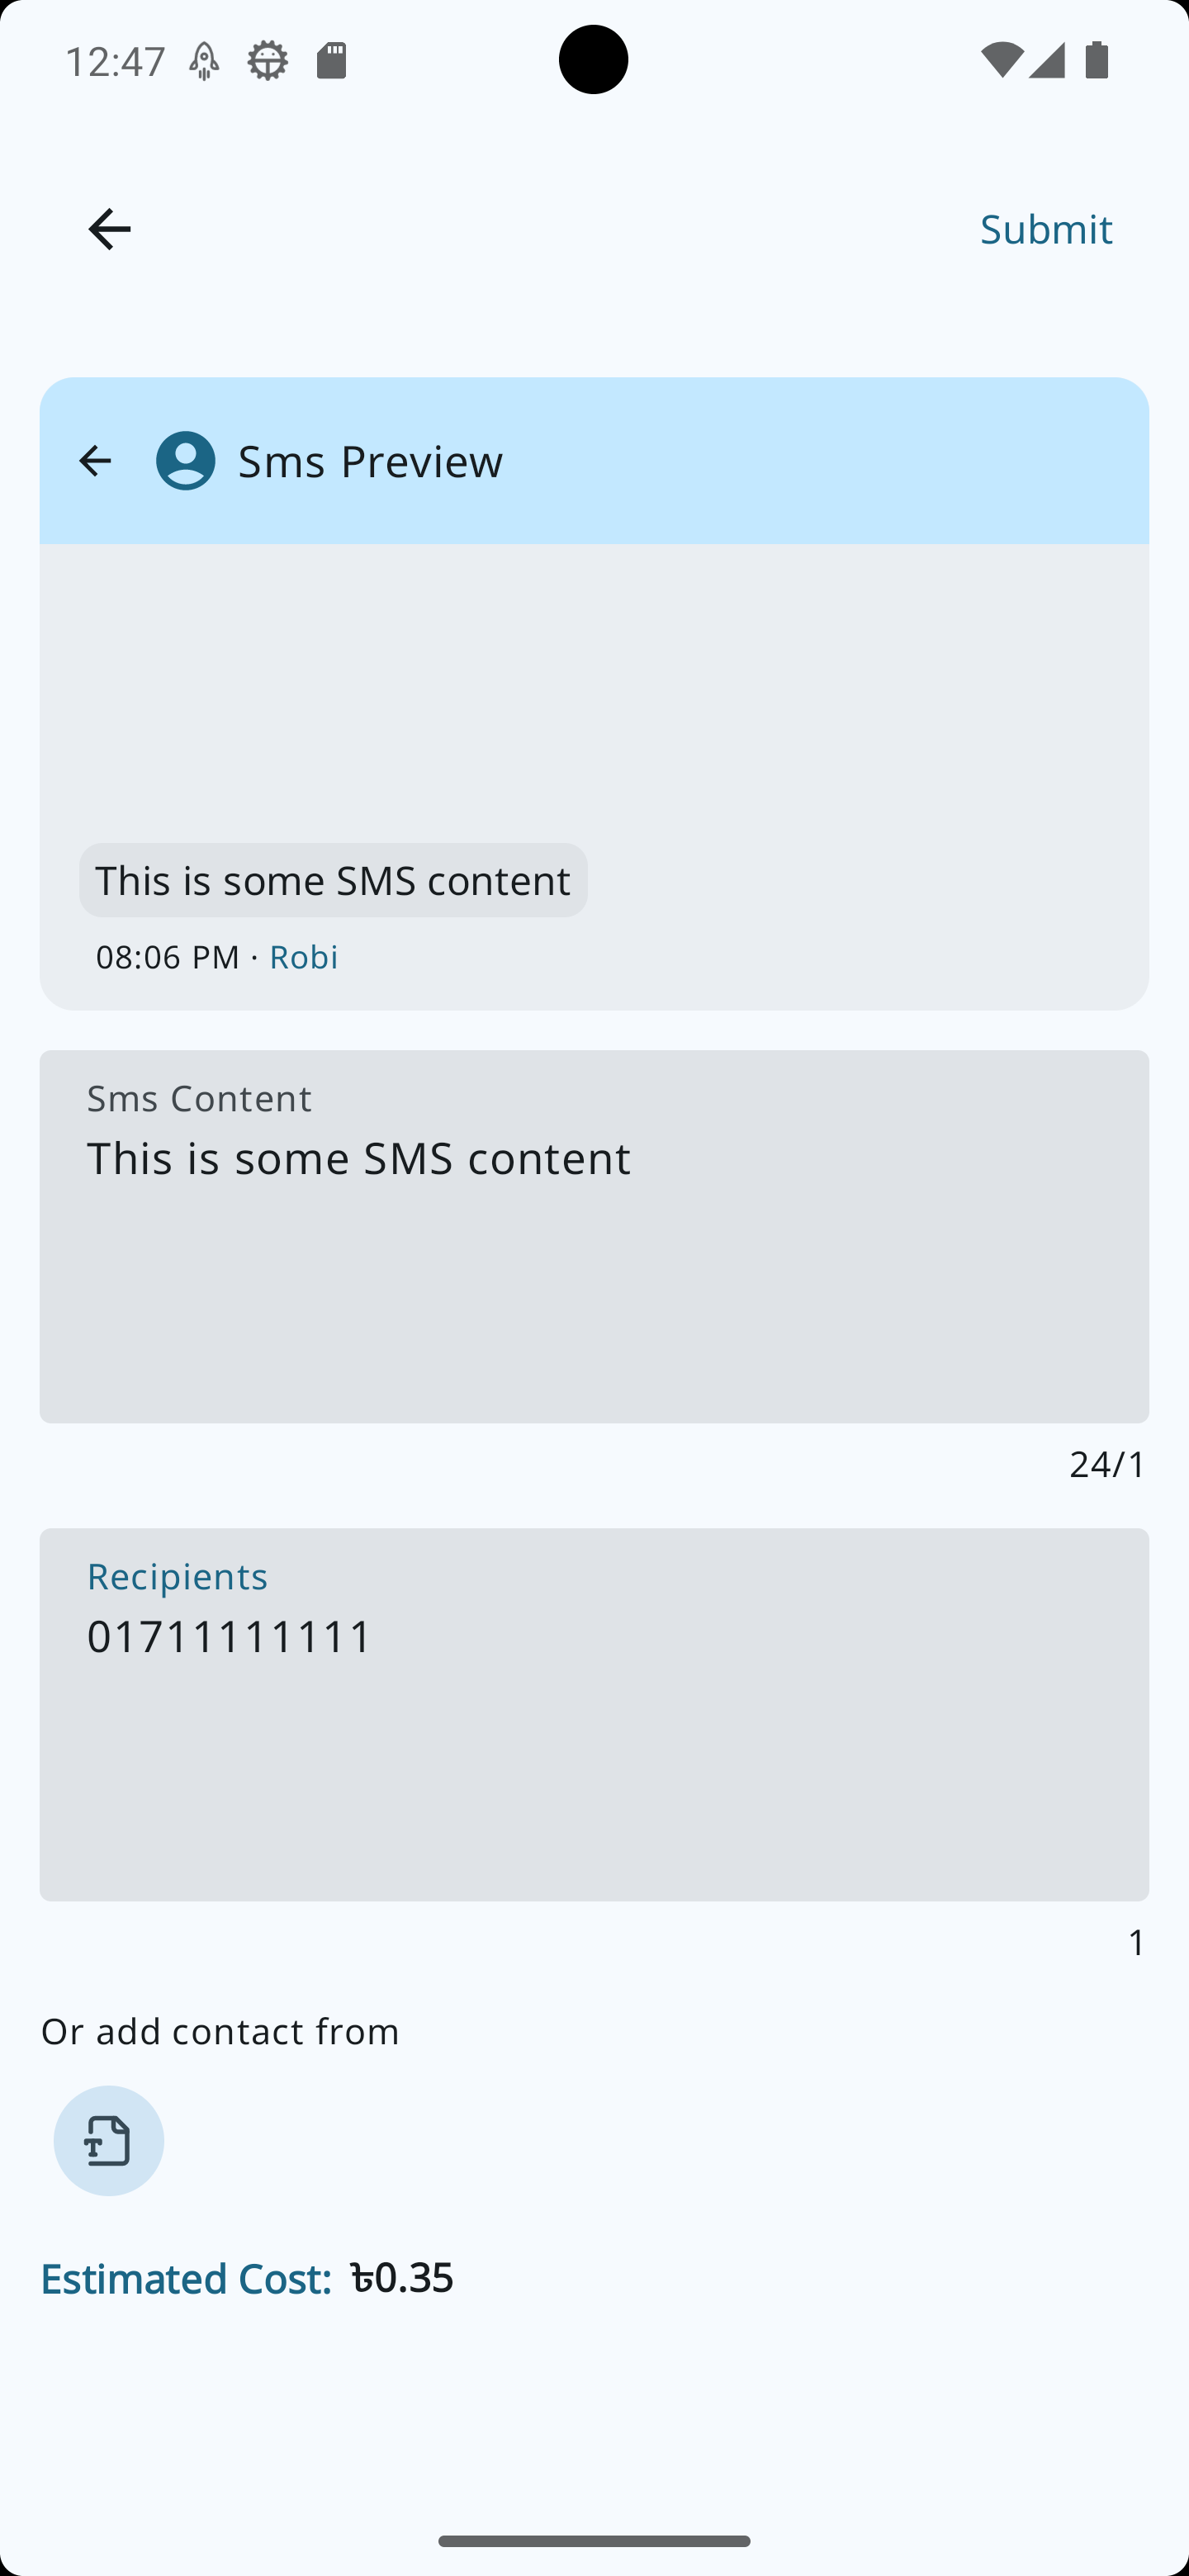 12:47
Submit
Sms Preview
This is some SMS content
08:06 PM · Robi
Sms Content
This is some SMS content
24/1
Recipients
01711111111
1
Or add contact from
T
Estimated Cost: ৳0.35